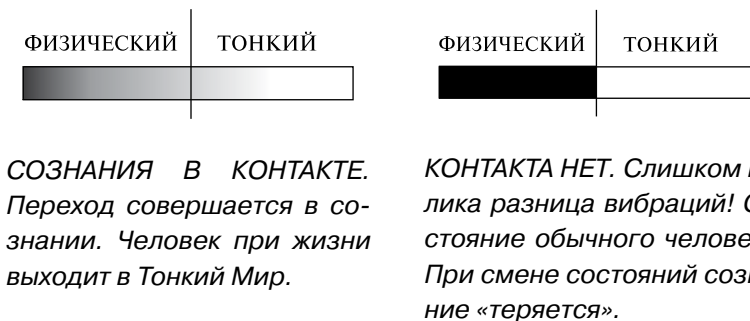 ФИЗИЧЕСКИЙ ТОНКИЙ
СОЗНАНИЯ В КОНТАКТЕ.
Переход совершается в со-
знании. Человек при жизни
выходит в Тонкий Мир.
ФИЗИЧЕСКИЙ ТОНКИЙ
КОНТАКТА НЕТ. Слишком
лика разница вибраций! С
стояние обычного челове
При смене состояний созн
ние «теряется».